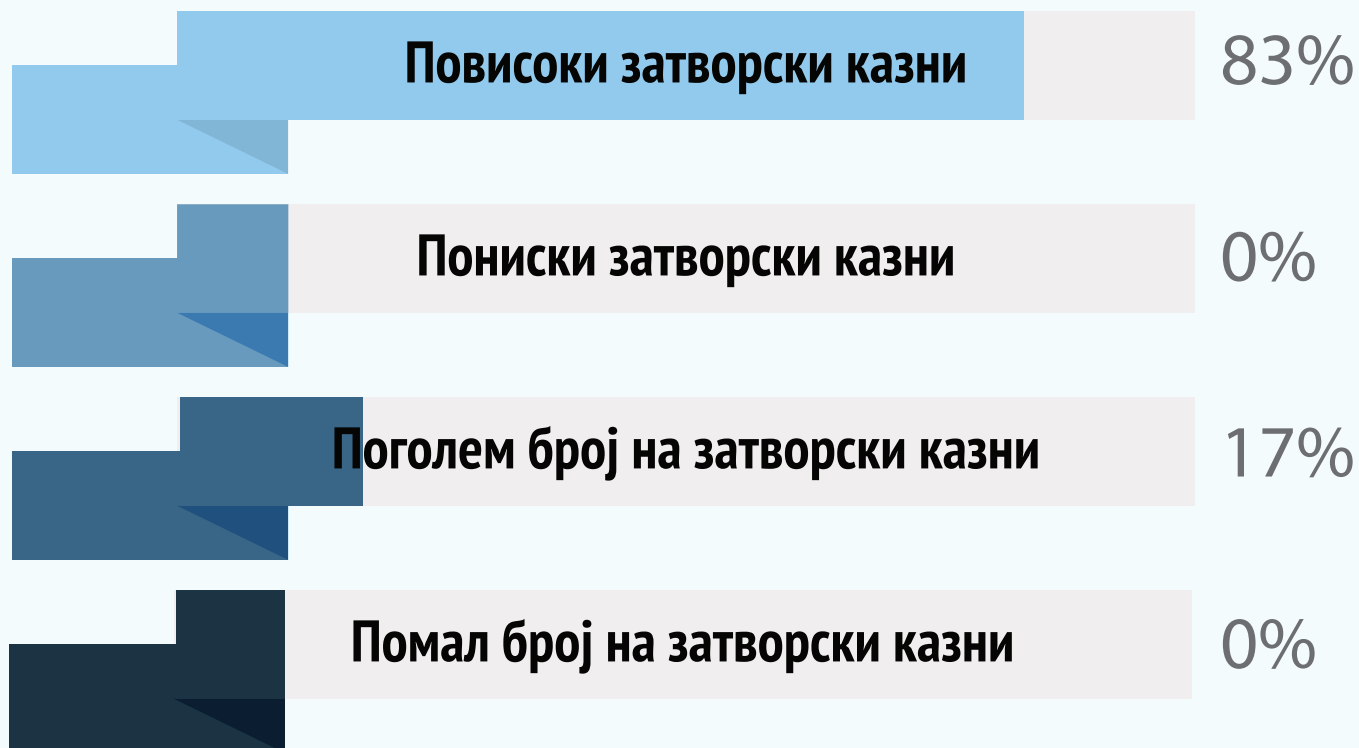 Повисоки затворски казни 83%
Пониски затворски казни 0%
Поголем број на затворски казни 17%
Помал број на затворски казни 0%